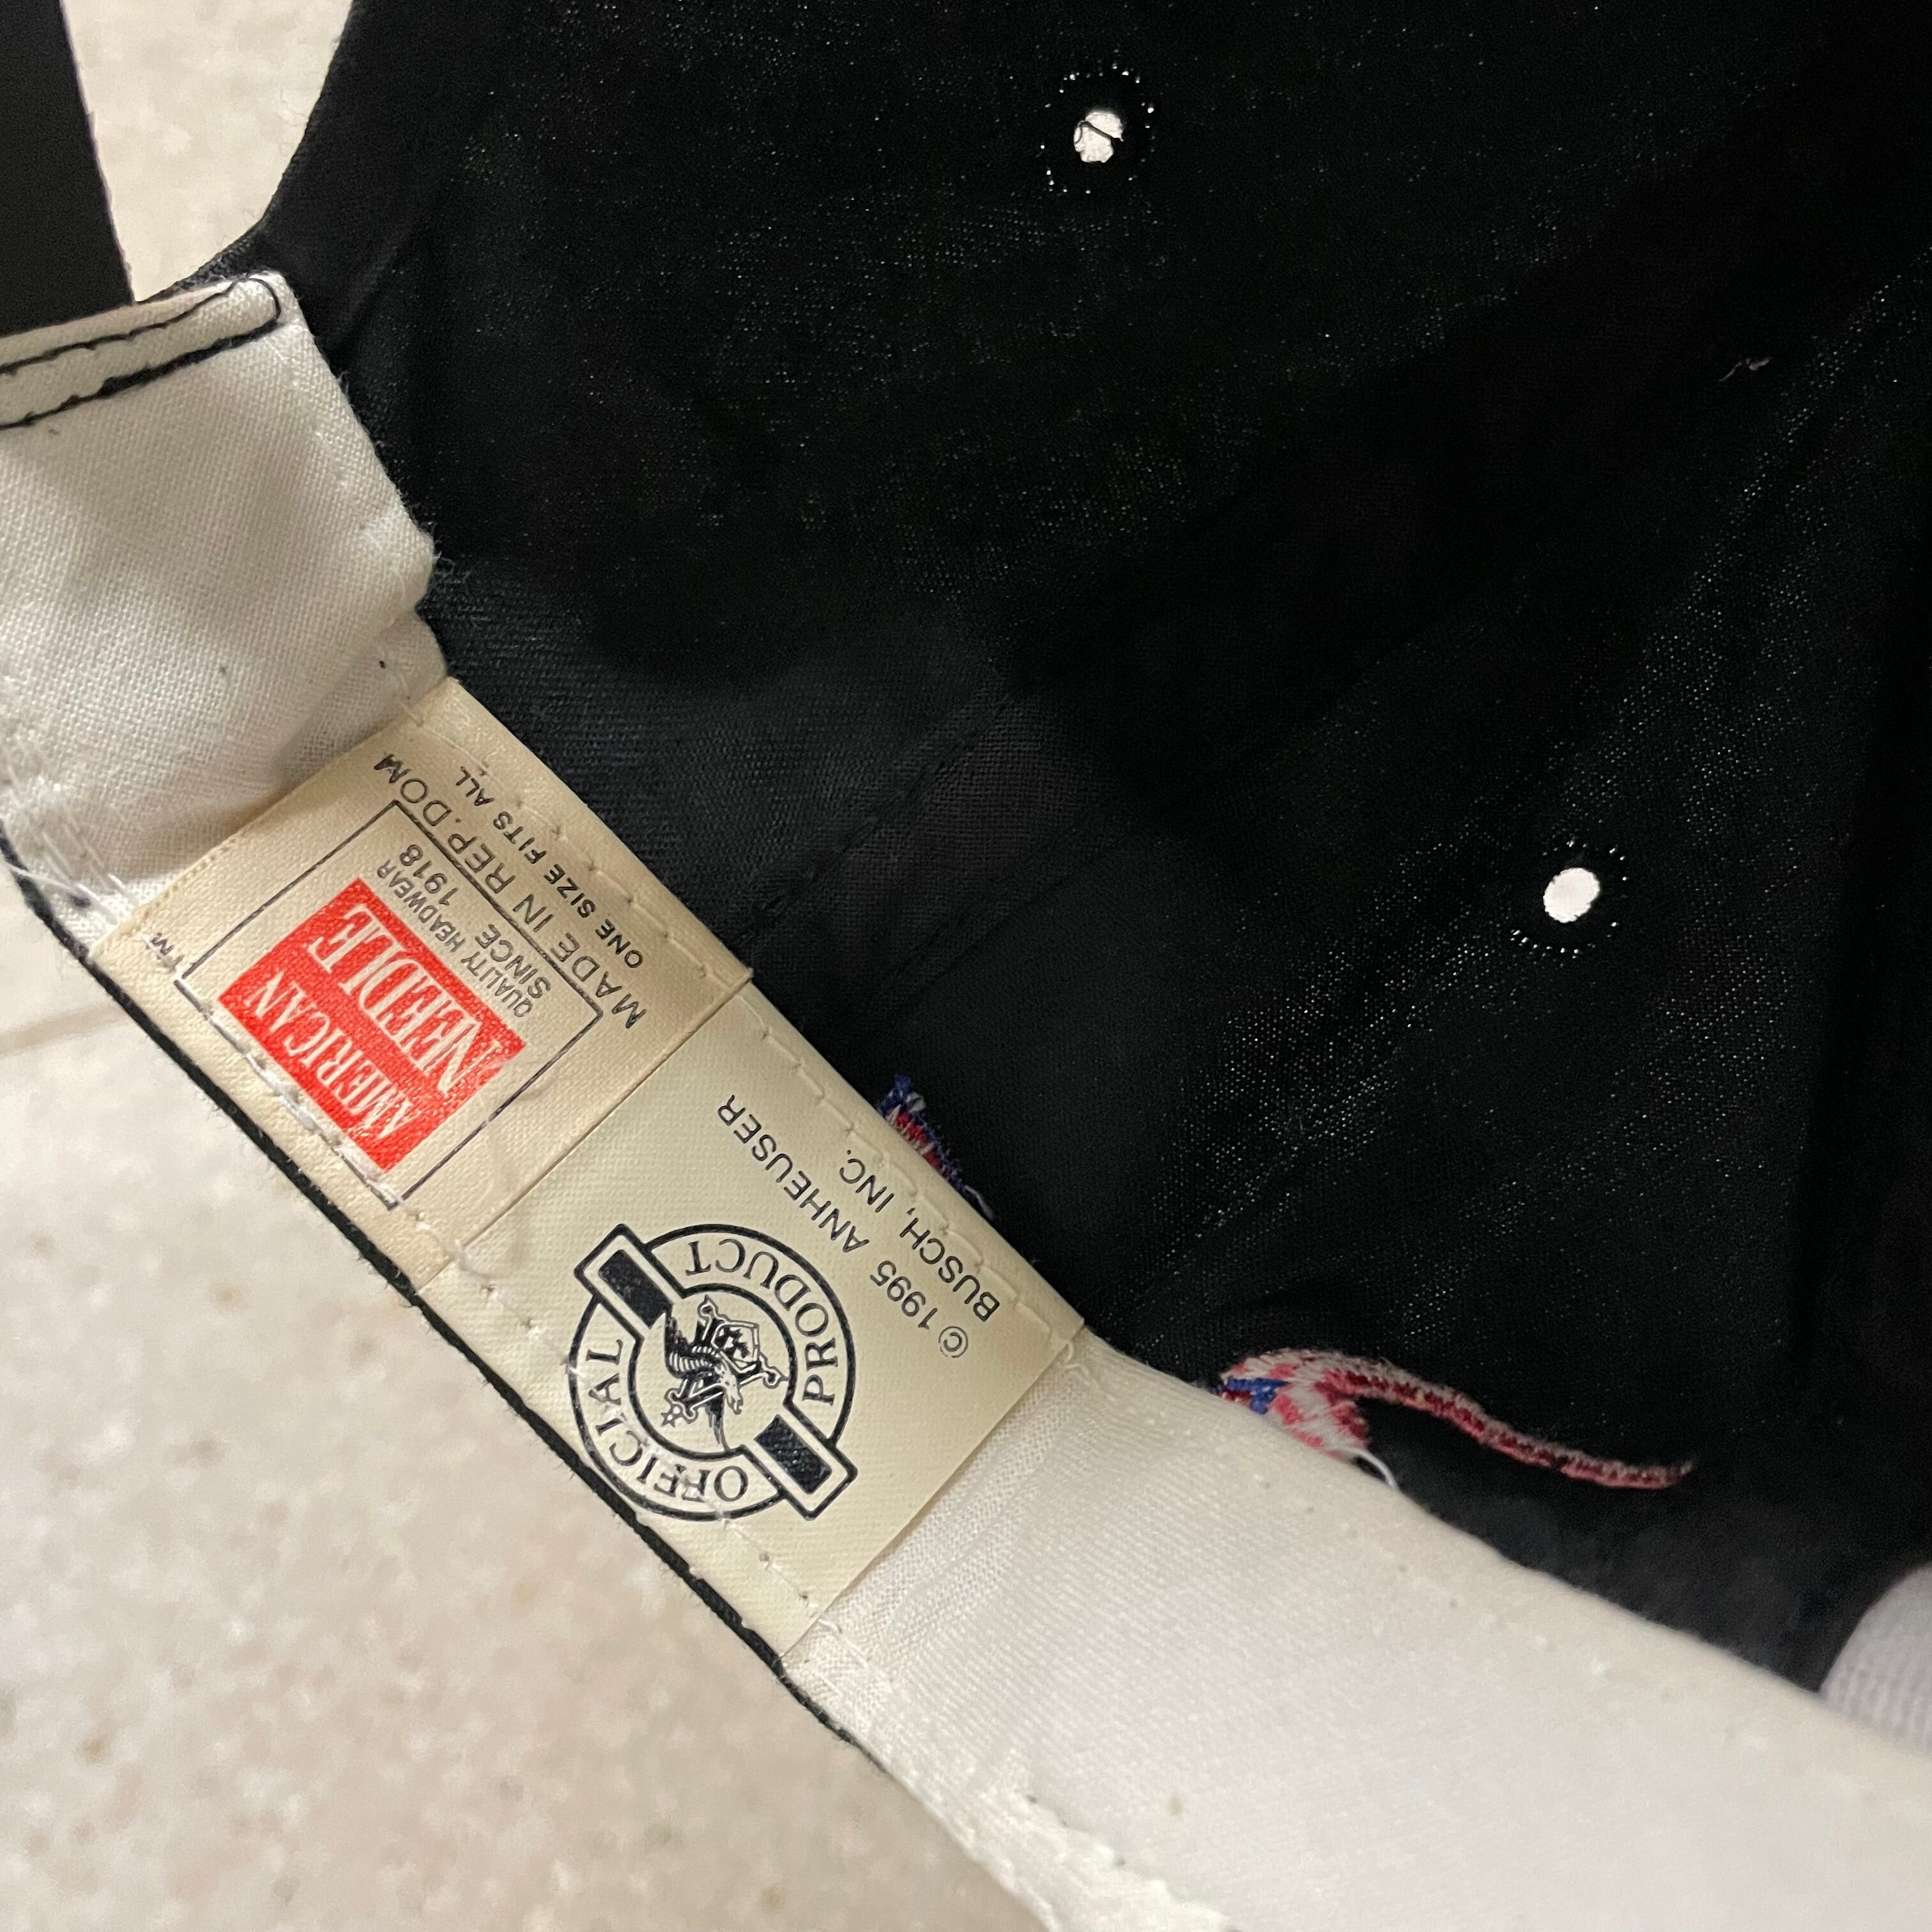 AMERICAN
NEEDLE
™
QUALITY HEADWEAR
SINCE 1918
MADE IN REP.DOM
ONE SIZE FITS ALL
OFFICIAL PRODUCT
© 1995 ANHEUSER
BUSCH, INC.